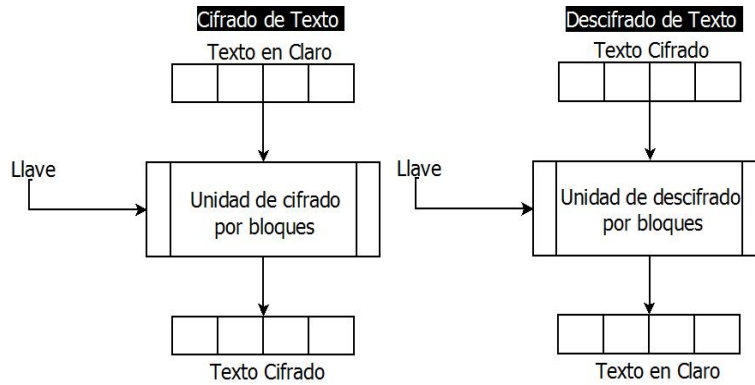 Cifrado de Texto
Texto en Claro
Llave
Unidad de cifrado
por bloques
Texto Cifrado
Descifrado de Texto
Texto Cifrado
Llave
Unidad de descifrado
por bloques
Texto en Claro